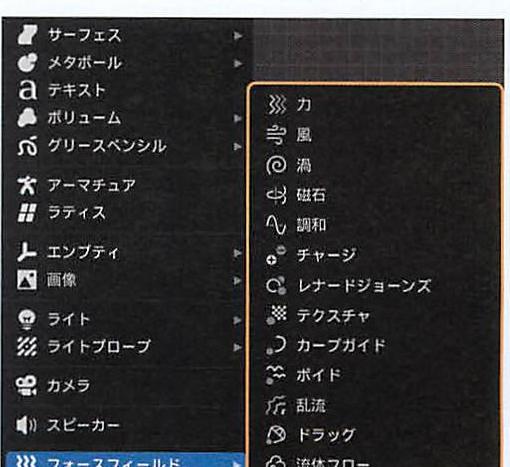 サーフェス
メタボール
テキスト
ボリューム
グリースペンシル
アーマチュア
ラティス
エンプティ
画像
ライト
ライトプローブ
カメラ
スピーカー
フォースフィールド
力
風
渦
磁石
調和
チャージ
レナードジョーンズ
テクスチャ
カーブガイド
ボイド
乱流
ドラッグ
流体フロー